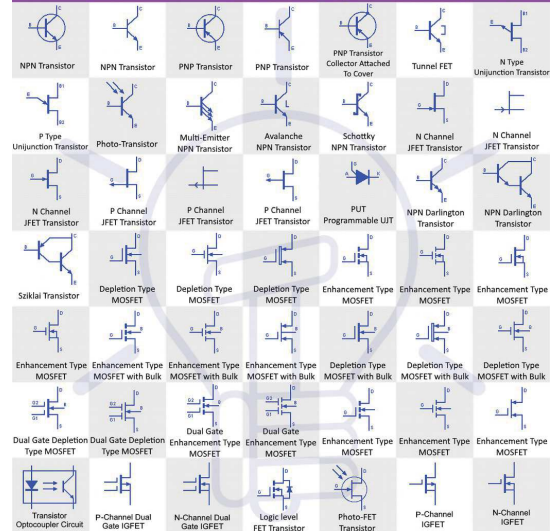 NPN Transistor
NPN Transistor
PNP Transistor
PNP Transistor
PNP Transistor
Collector Attached
To Cover
Tunnel FET
N Type
Unijunction Transistor
P Type
Unijunction Transistor
Photo-Transistor
Multi-Emitter
NPN Transistor
Avalanche
NPN Transistor
Schottky
NPN Transistor
N Channel
JFET Transistor
N Channel
JFET Transistor
N Channel
JFET Transistor
P Channel
JFET Transistor
P Channel
JFET Transistor
P Channel
JFET Transistor
PUT
Programmable UJT
NPN Darlington
Transistor
NPN Darlington
Transistor
Sziklai Transistor
Depletion Type
MOSFET
Depletion Type
MOSFET
Depletion Type
MOSFET
Enhancement Type
MOSFET
Enhancement Type
MOSFET
Enhancement Type
MOSFET
Enhancement Type
MOSFET
Enhancement Type
MOSFET with Bulk
Enhancement Type
MOSFET with Bulk
Enhancement Type
MOSFET with Bulk
Depletion Type
MOSFET with Bulk
Depletion Type
MOSFET with Bulk
Depletion Type
MOSFET with Bulk
Dual Gate Depletion
Type MOSFET
Dual Gate Depletion
Type MOSFET
Dual Gate
Enhancement Type
MOSFET
Dual Gate
Enhancement Type
MOSFET
Enhancement Type
MOSFET
Enhancement Type
MOSFET
Enhancement Type
MOSFET
Transistor
Optocoupler Circuit
P-Channel Dual
Gate IGFET
N-Channel Dual
Gate IGFET
Logic level
FET Transistor
Photo-FET
Transistor
P-Channel
IGFET
N-Channel
IGFET